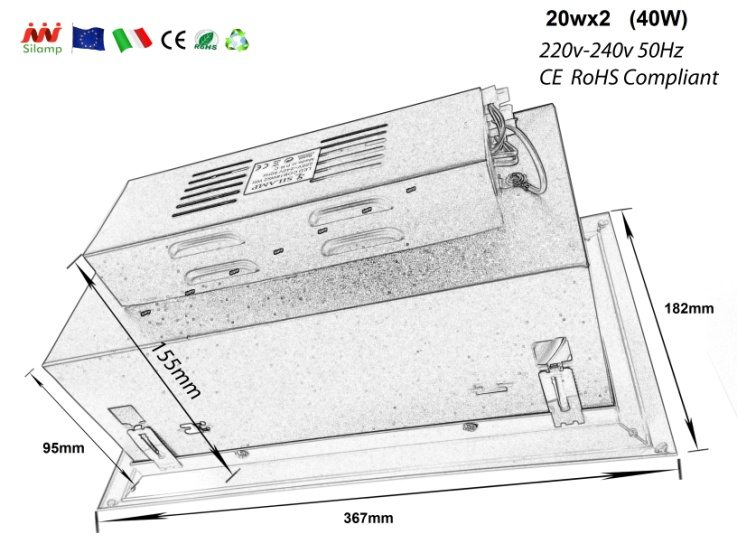 Silamp
CE
RoHS
20wx2 (40W)
220v-240v 50Hz
CE RoHS Compliant
SILAMP
155mm
182mm
95mm
367mm